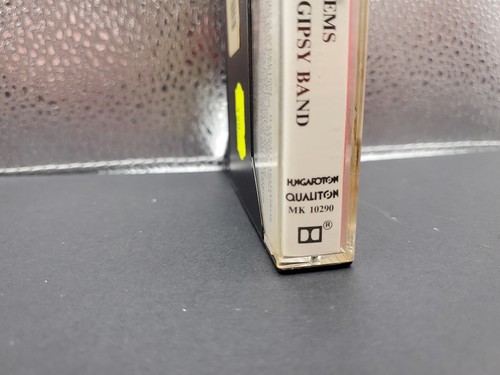 EMS
GIPSY BAND
HUNGAROTON
QUALITON
MK 10290
®